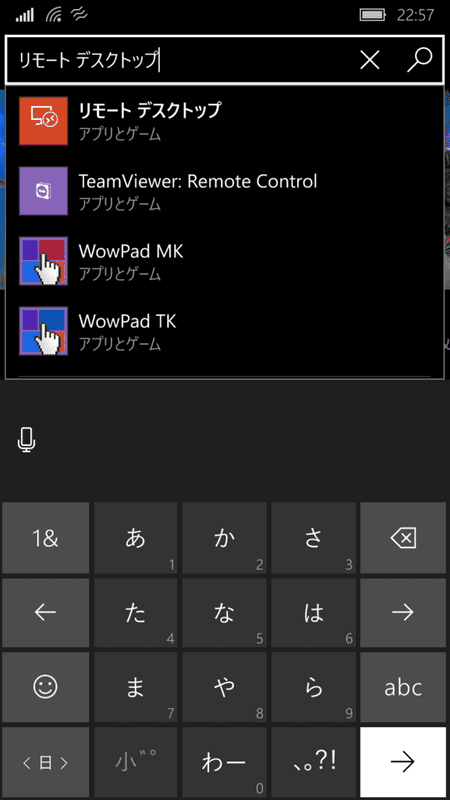 22:57
リモート デスクトップ
リモート デスクトップ
アプリとゲーム
TeamViewer: Remote Control
アプリとゲーム
WowPad MK
アプリとゲーム
WowPad TK
アプリとゲーム
1& あ1 か2 さ3
た4 な5 は6
ま7 や8 ら9 abc
<日> 小゛゜ わー0 、。?!